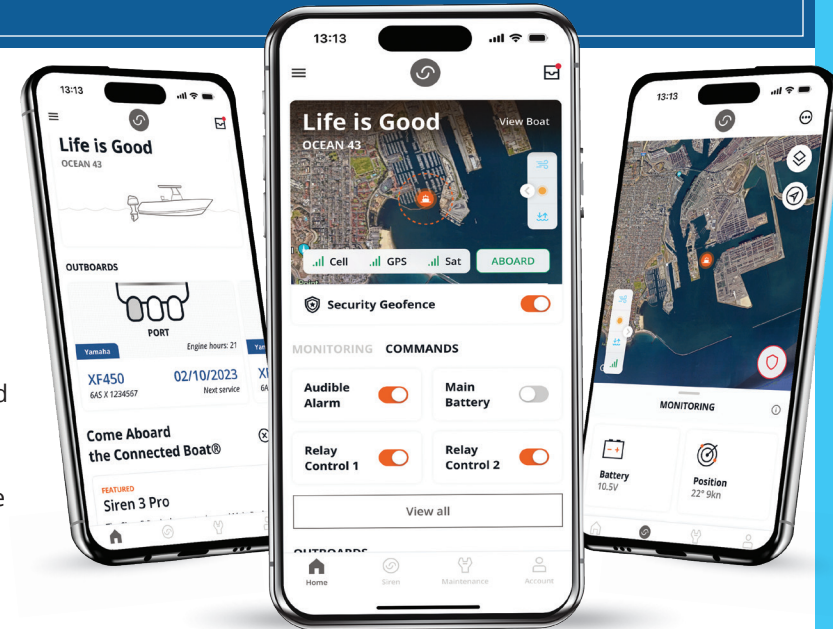 d
e
13:13
Life is Good
OCEAN 43
OUTBOARDS
PORT
Yamaha
Engine hours: 21
XF450
6AS X 1234567
02/10/2023
Next service
Come Aboard
the Connected Boat®
FEATURED
Siren 3 Pro
13:13
Life is Good
View Boat
OCEAN 43
Cell
GPS
Sat
ABOARD
Security Geofence
MONITORING
COMMANDS
Audible
Alarm
Main
Battery
Relay
Control 1
Relay
Control 2
View all
OUTBOARDS
Home
Siren
Maintenance
Account
13:13
MONITORING
Battery
10.5V
Position
22° 9kn